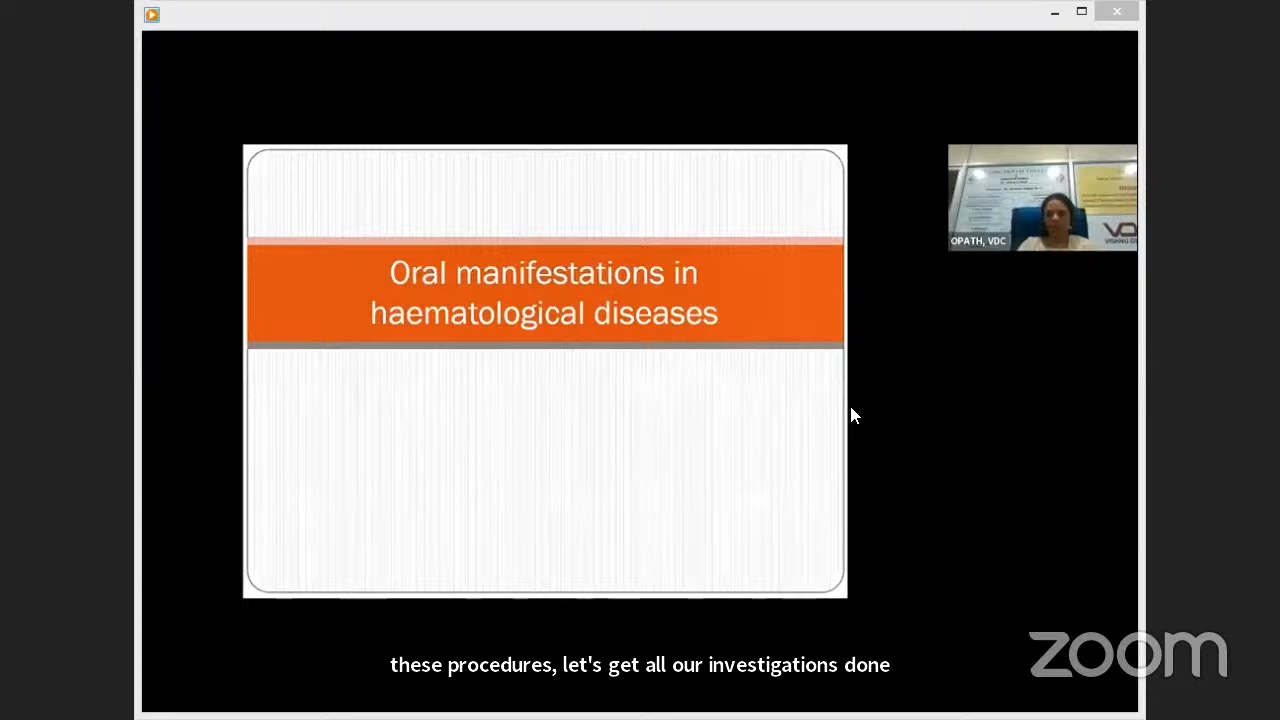 Oral manifestations in
haematological diseases
OPATH, VDC
these procedures, let's get all our investigations done
zoom